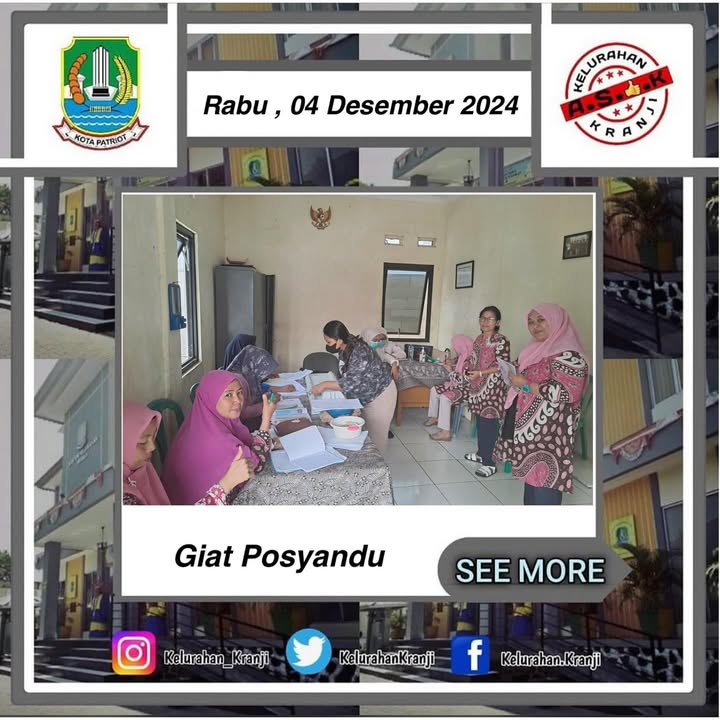 KOTA PATRIOT
Rabu , 04 Desember 2024
KELURAHAN
A.S.I.K
KRANJI
Giat Posyandu
SEE MORE
Kelurahan_Kranji
KelurahanKranji
Kelurahan.Kranji